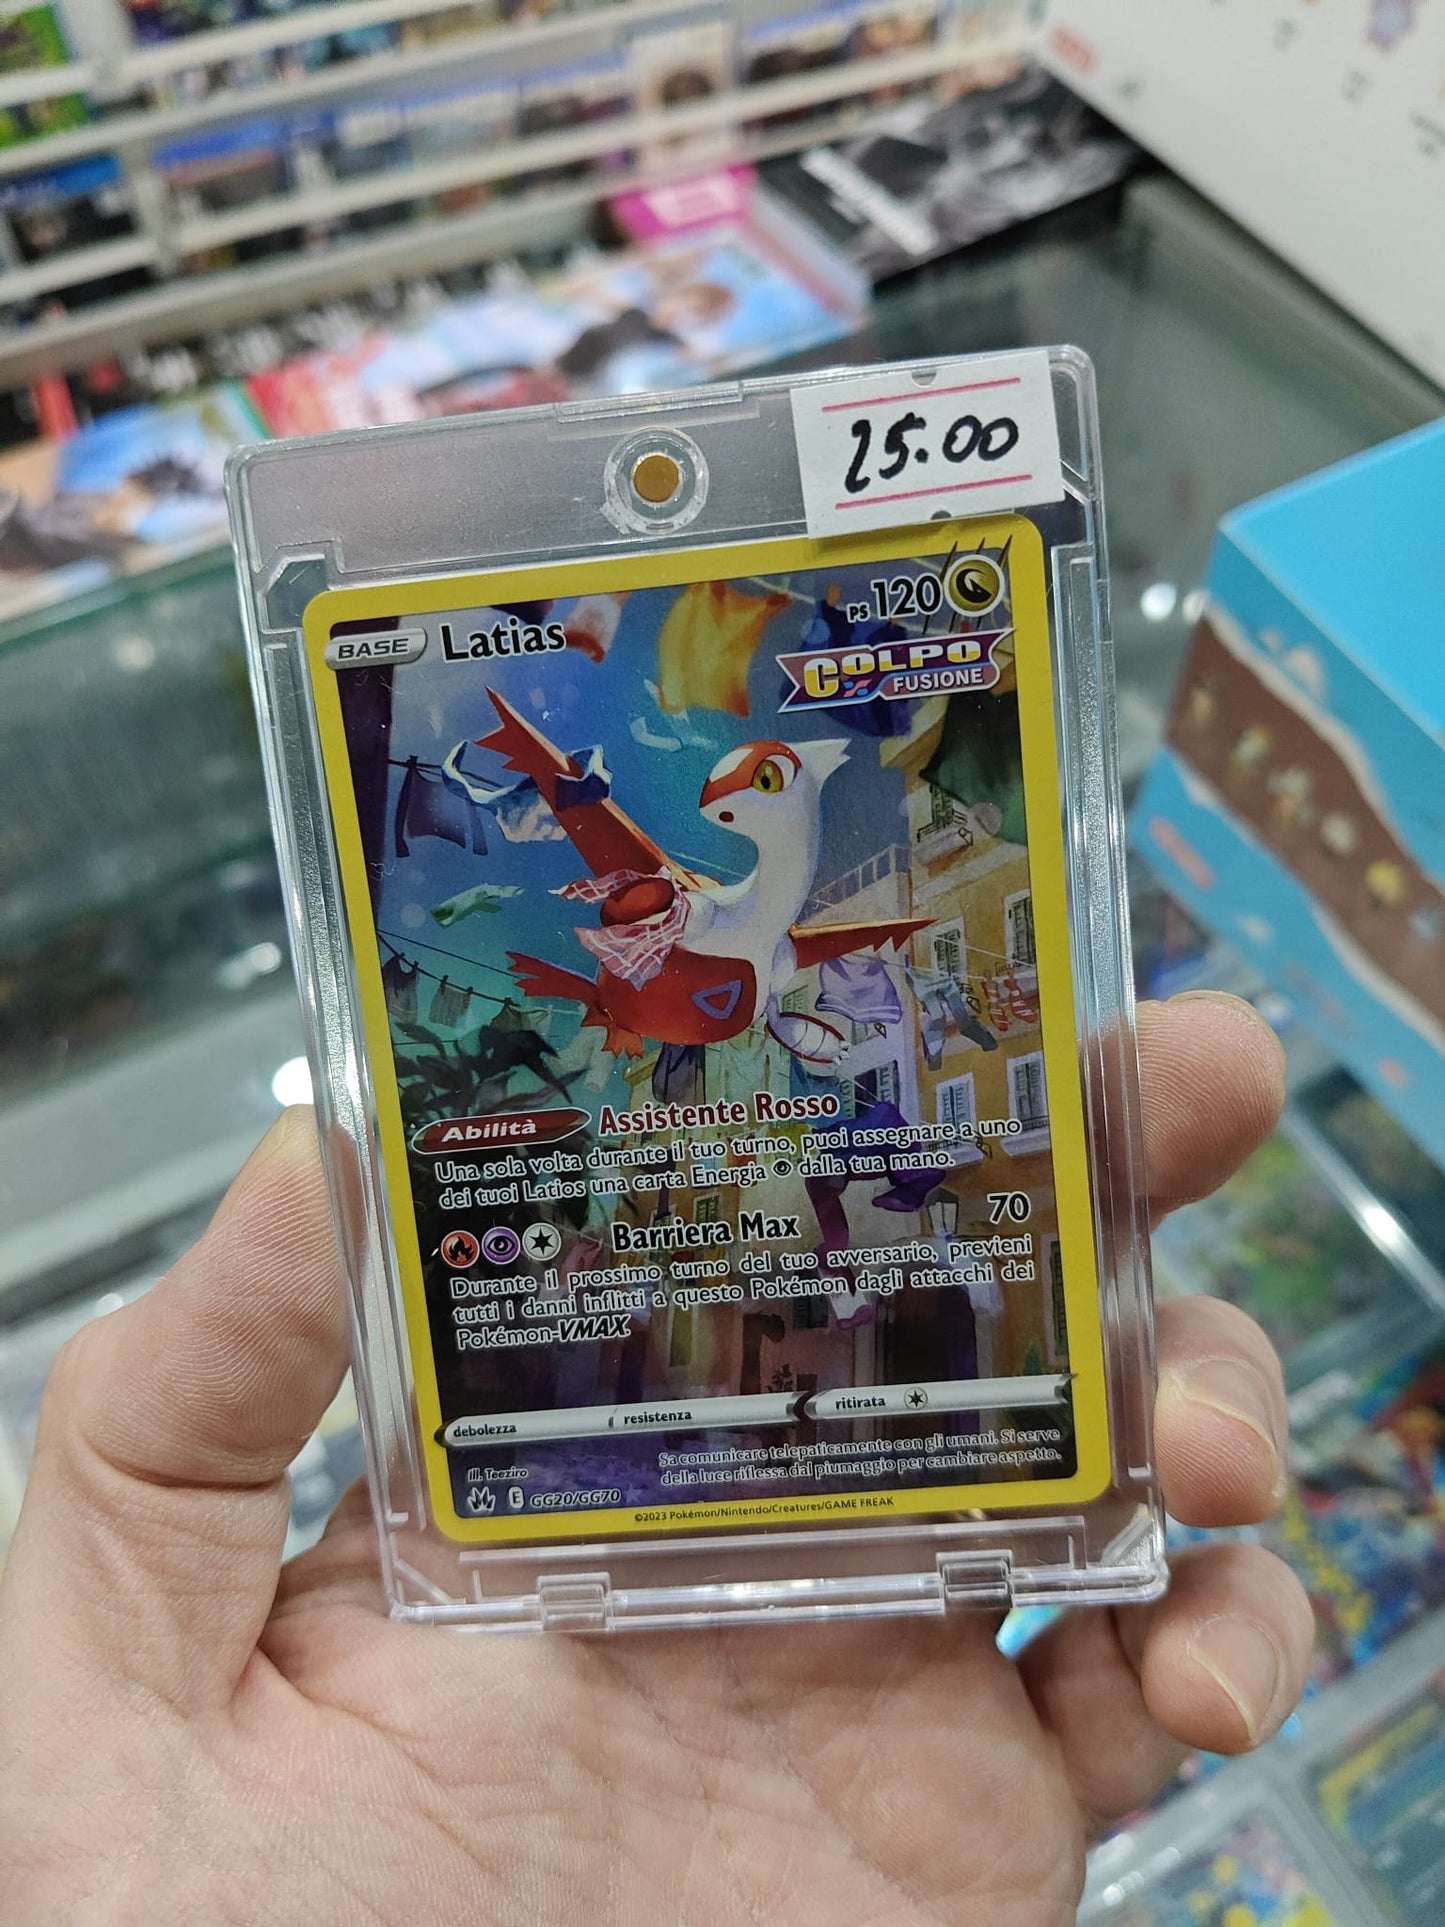 25.00
BASE Latias PS 120
COLPO
FUSIONE
Abilità Assistente Rosso
Una sola volta durante il tuo turno, puoi assegnare a uno
dei tuoi Latios una carta Energia dalla tua mano.
Barriera Max 70
Durante il prossimo turno del tuo avversario, previeni
tutti i danni inflitti a questo Pokémon dagli attacchi dei
Pokémon-VMAX.
debolezza resistenza ritirata
Sa comunicare telepaticamente con gli umani. Si serve
della luce riflessa dal piumaggio per cambiare aspetto.
Ill. Teeziro
E GG20/GG70
©2023 Pokémon/Nintendo/Creatures/GAME FREAK